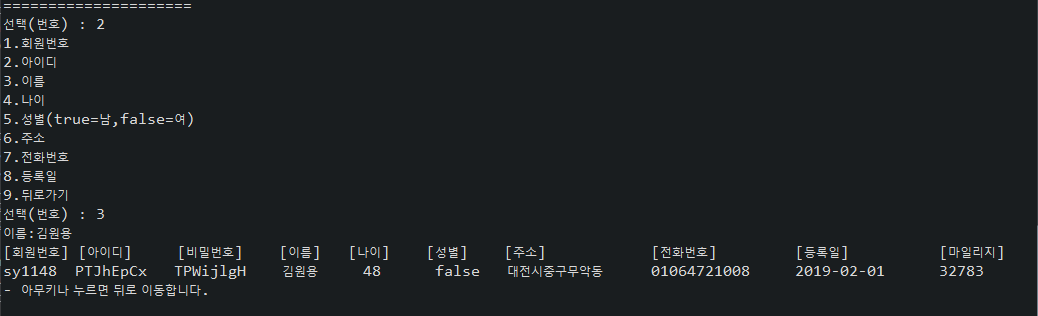 =====================
선택(번호) : 2
1.회원번호
2.아이디
3.이름
4.나이
5.성별(true=남,false=여)
6.주소
7.전화번호
8.등록일
9.뒤로가기
선택(번호) : 3
이름:김원용
[회원번호] [아이디] [비밀번호] [이름] [나이] [성별] [주소] [전화번호] [등록일] [마일리지]
sy1148 PTJhEpCx TPWijlgH 김원용 48 false 대전시중구무악동 01064721008 2019-02-01 32783
- 아무키나 누르면 뒤로 이동합니다.